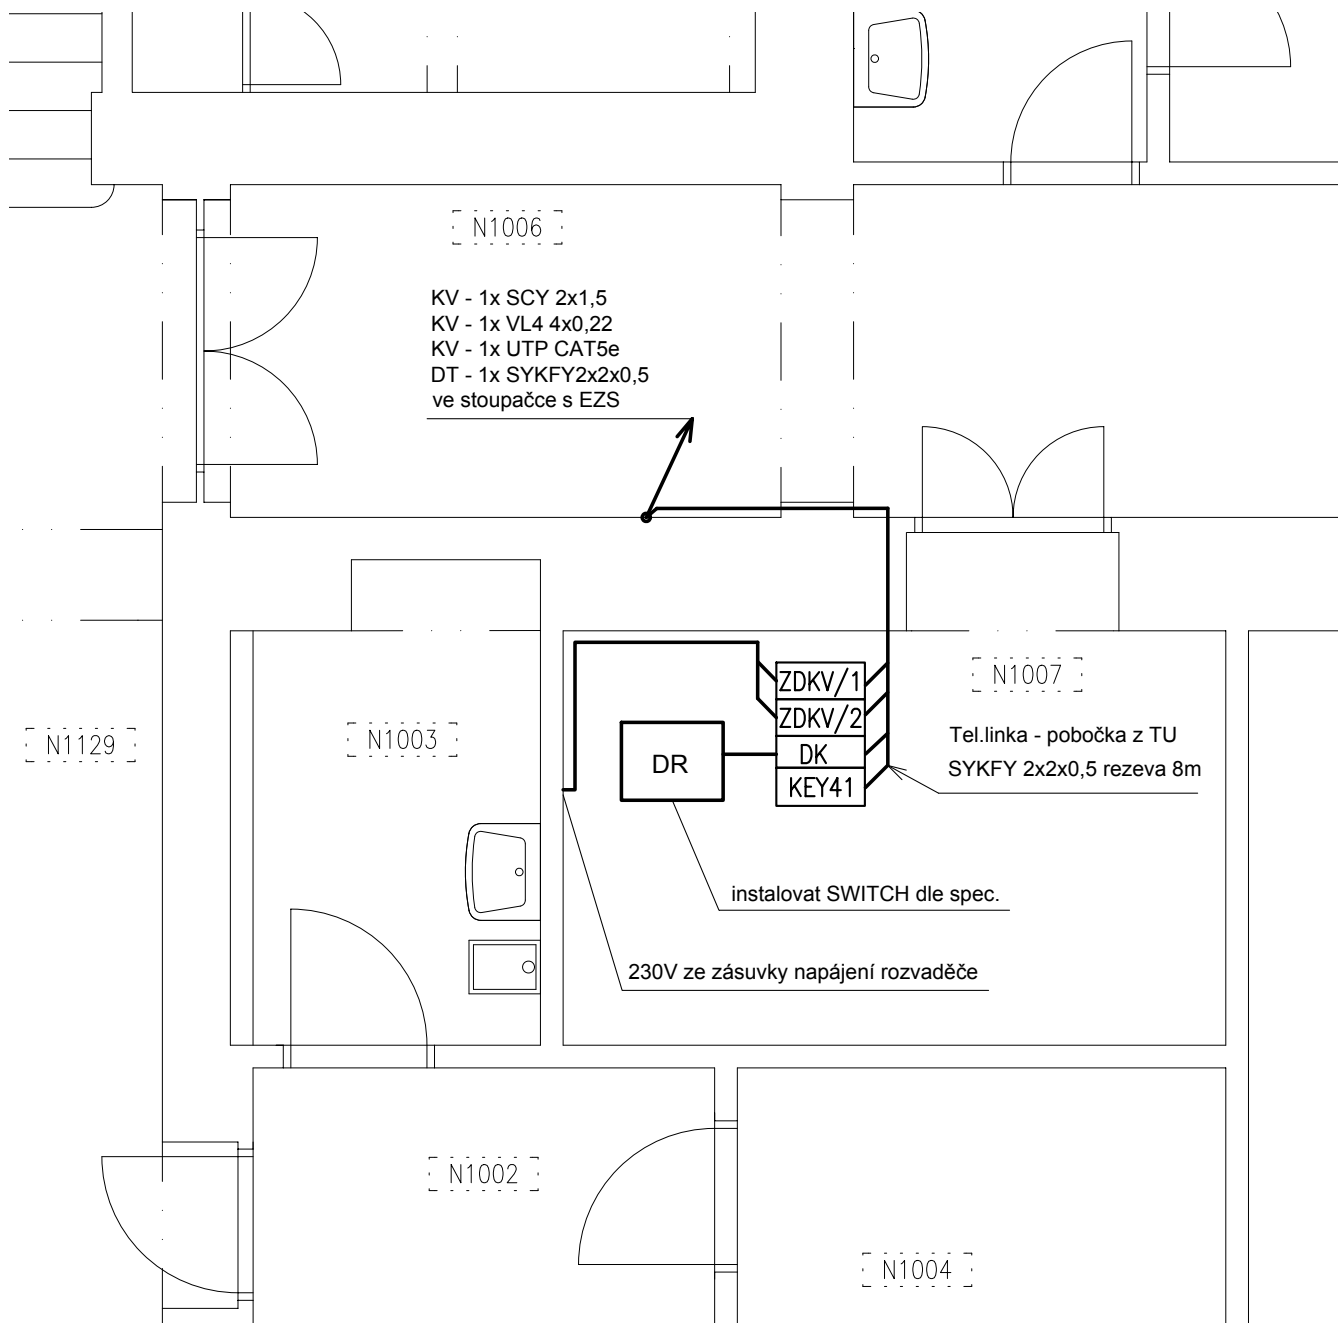 N1006
KV - 1x SCY 2x1,5
KV - 1x VL4 4x0,22
KV - 1x UTP CAT5e
DT - 1x SYKFY2x2x0,5
ve stoupačce s EZS
N1129
N1003
ZDKV/1
ZDKV/2
DK
KEY41
DR
N1007
Tel.linka - pobočka z TU
SYKFY 2x2x0,5 rezeva 8m
instalovat SWITCH dle spec.
230V ze zásuvky napájení rozvaděče
N1002
N1004